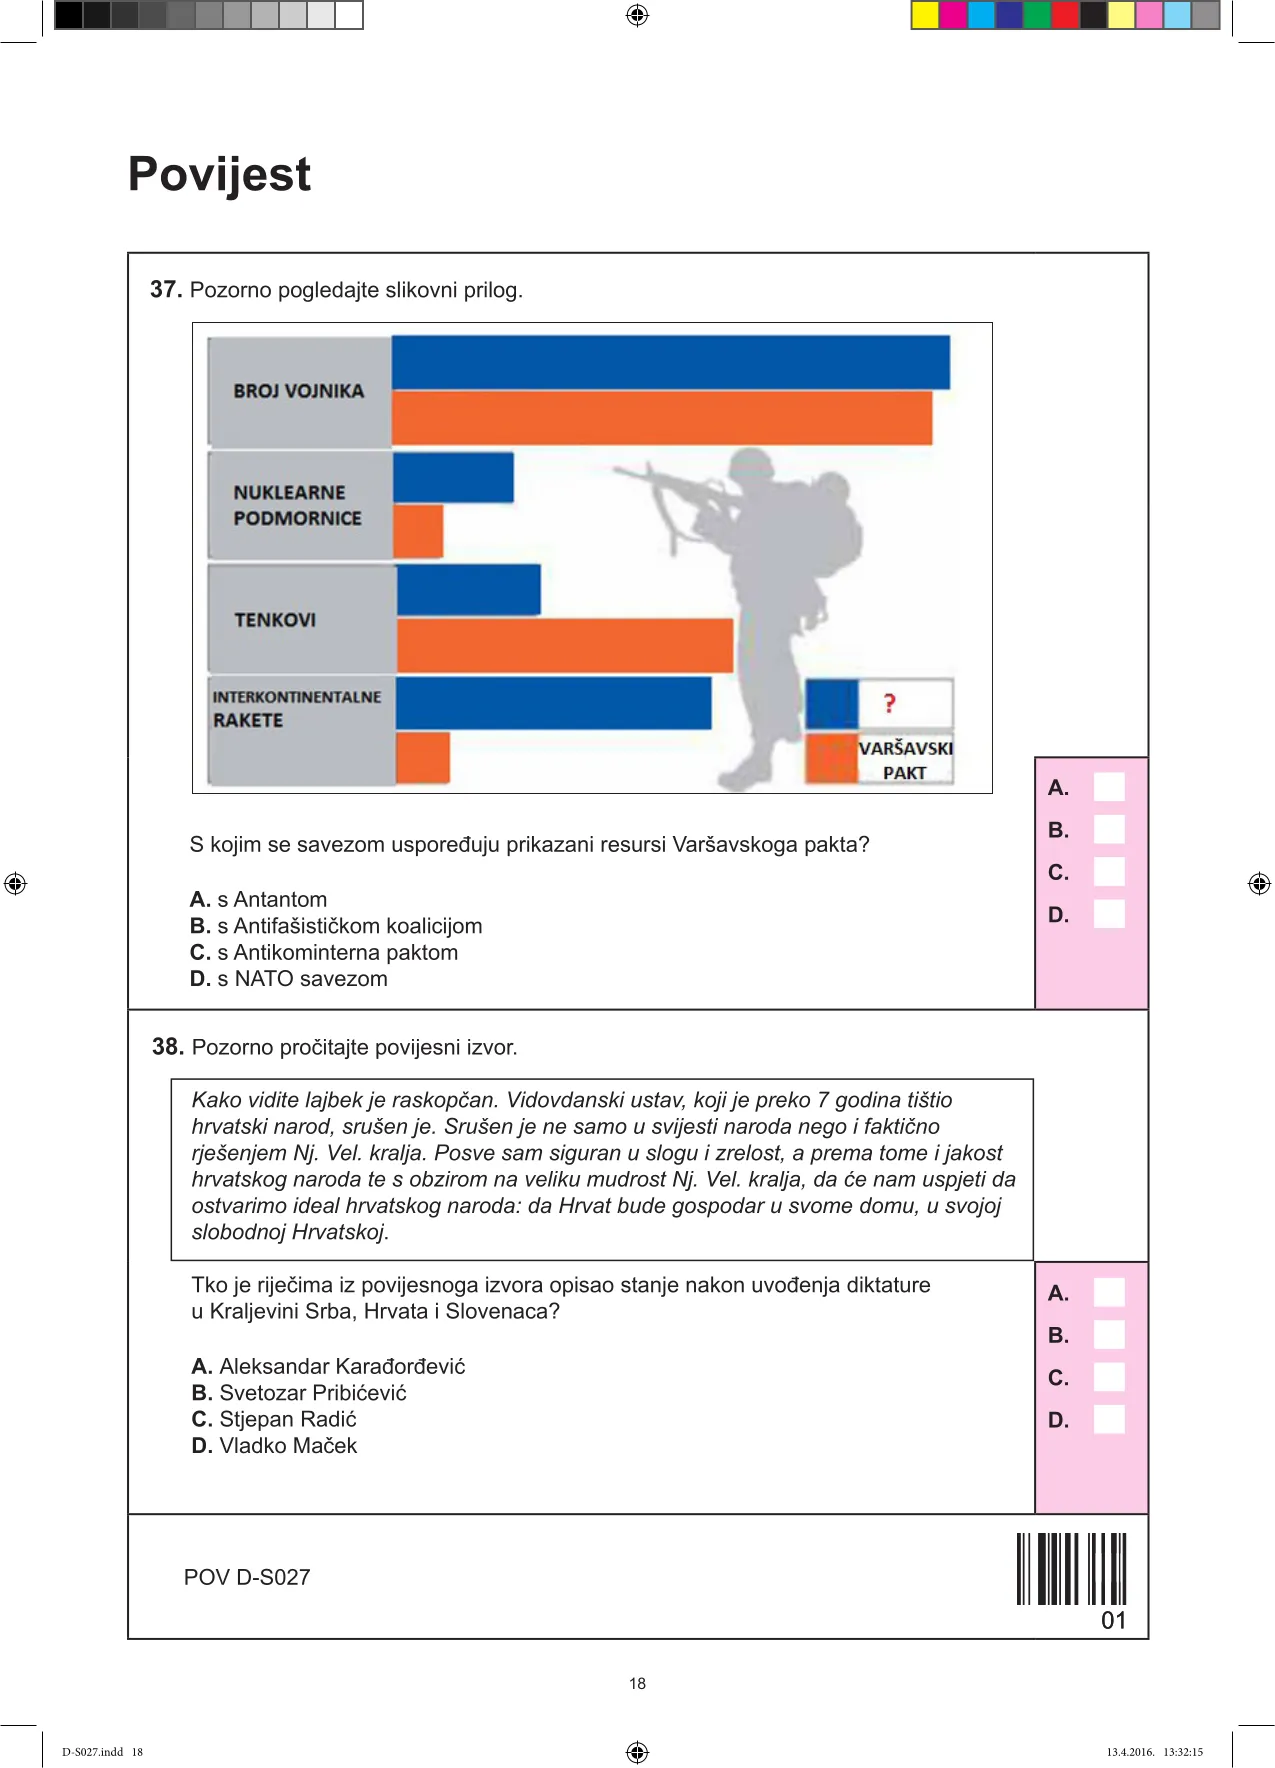 Povijest
37. Pozorno pogledajte slikovni prilog.
BROJ VOJNIKA
NUKLEARNE
PODMORNICE
TENKOVI
INTERKONTINENTALNE
RAKETE
?
VARŠAVSKI
PAKT
S kojim se savezom uspoređuju prikazani resursi Varšavskoga pakta?
A. s Antantom
B. s Antifašističkom koalicijom
C. s Antikominterna paktom
D. s NATO savezom
A.
B.
C.
D.
38. Pozorno pročitajte povijesni izvor.
Kako vidite lajbek je raskopčan. Vidovdanski ustav, koji je preko 7 godina tištio
hrvatski narod, srušen je. Srušen je ne samo u svijesti naroda nego i faktično
rješenjem Nj. Vel. kralja. Posve sam siguran u slogu i zrelost, a prema tome i jakost
hrvatskog naroda te s obzirom na veliku mudrost Nj. Vel. kralja, da će nam uspjeti da
ostvarimo ideal hrvatskog naroda: da Hrvat bude gospodar u svome domu, u svojoj
slobodnoj Hrvatskoj.
Tko je riječima iz povijesnoga izvora opisao stanje nakon uvođenja diktature
u Kraljevini Srba, Hrvata i Slovenaca?
A. Aleksandar Karađorđević
B. Svetozar Pribićević
C. Stjepan Radić
D. Vladko Maček
A.
B.
C.
D.
POV D-S027
01
18
D-S027.indd 18
13.4.2016. 13:32:15